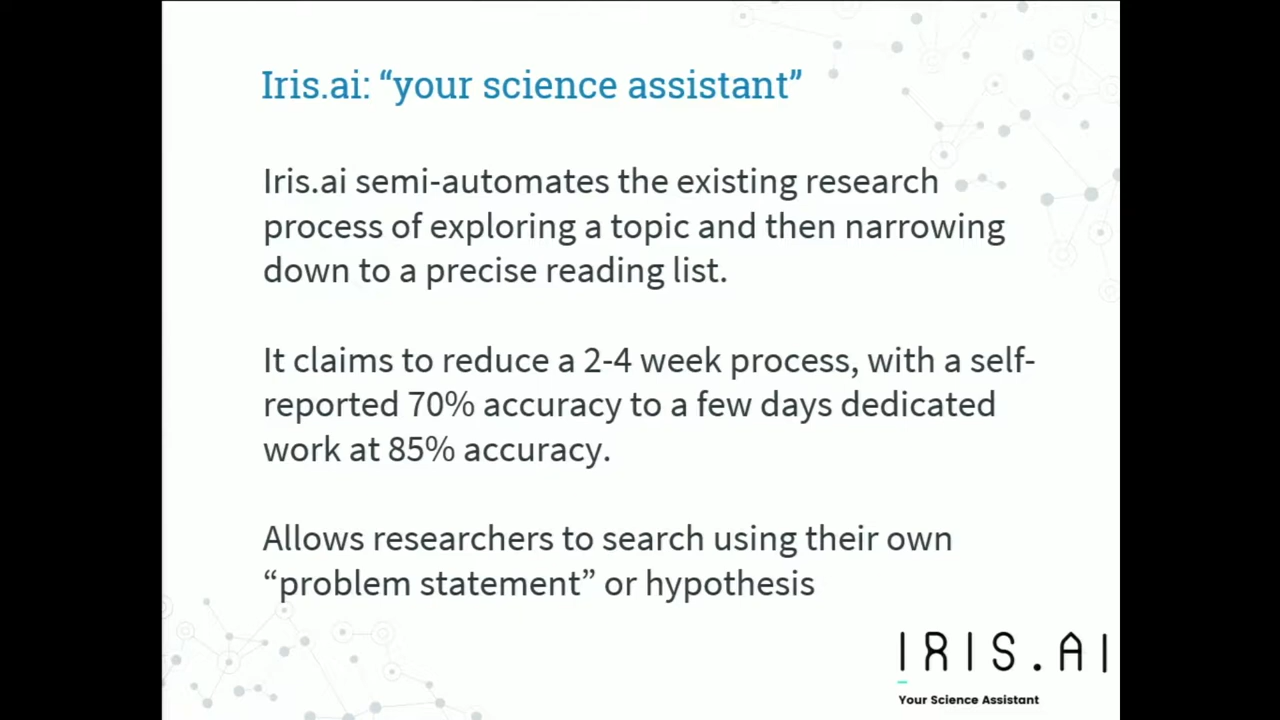 Iris.ai: “your science assistant”
Iris.ai semi-automates the existing research
process of exploring a topic and then narrowing
down to a precise reading list.
It claims to reduce a 2-4 week process, with a self-
reported 70% accuracy to a few days dedicated
work at 85% accuracy.
Allows researchers to search using their own
“problem statement” or hypothesis
IRIS.AI
Your Science Assistant